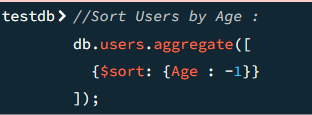 testdb> //Sort Users by Age :
db.users.aggregate([
{$sort: {Age : -1}}
]);